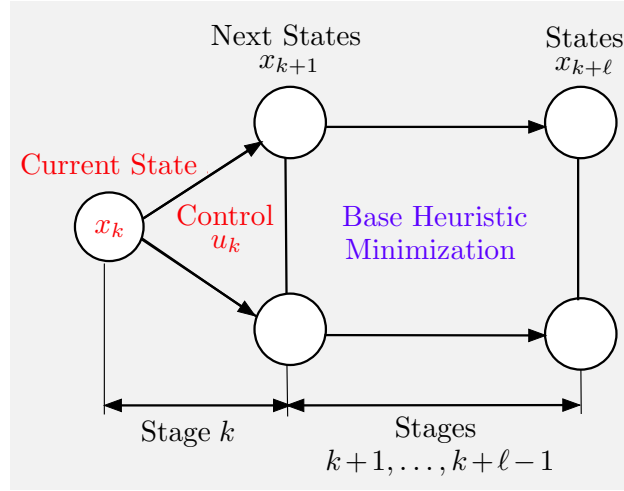 Next States
x_{k+1}
States
x_{k+ℓ}
Current State
x_k
Control
u_k
Base Heuristic
Minimization
Stage k
Stages
k+1, . . . , k+ℓ−1